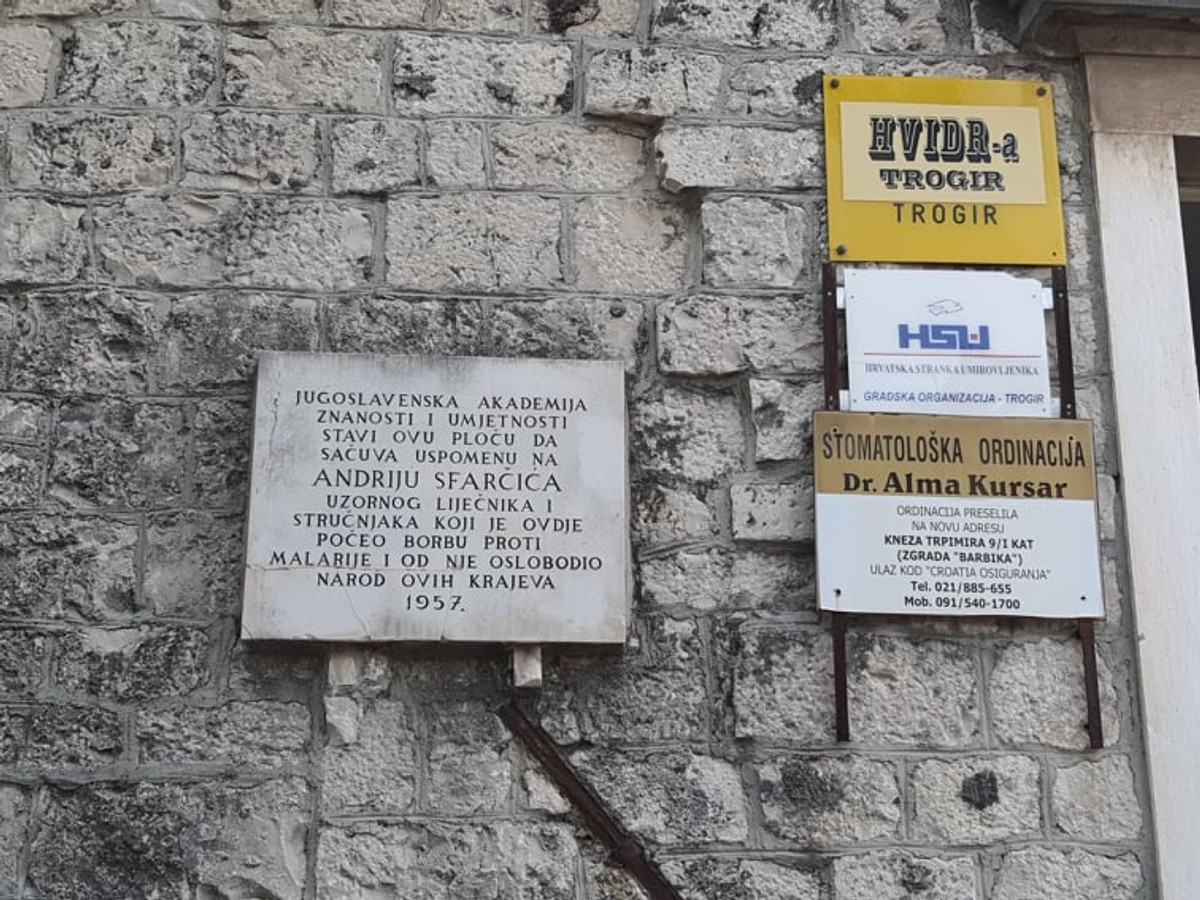 JUGOSLAVENSKA AKADEMIJA
ZNANOSTI I UMJETNOSTI
STAVI OVU PLOČU DA
SAČUVA USPOMENU NA
ANDRIJU SFARČIĆA
UZORNOG LIJEČNIKA I
STRUČNJAKA KOJI JE OVDJE
POČEO BORBU PROTI
MALARIJE I OD NJE OSLOBODIO
NAROD OVIH KRAJEVA
1957.
HVIDR-a
TROGIR
TROGIR
HSU
HRVATSKA STRANKA UMIROVLJENIKA
GRADSKA ORGANIZACIJA - TROGIR
STOMATOLOŠKA ORDINACIJA
Dr. Alma Kursar
ORDINACIJA PRESELILA
NA NOVU ADRESU
KNEZA TRPIMIRA 9/I KAT
(ZGRADA "BARBIKA")
ULAZ KOD "CROATIA OSIGURANJA"
Tel. 021/885-655
Mob. 091/540-1700